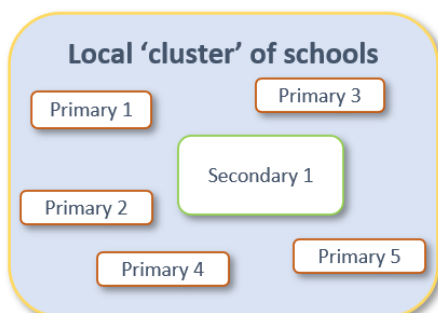 Local ‘cluster’ of schools
Primary 3
Primary 1
Secondary 1
Primary 2
Primary 4
Primary 5